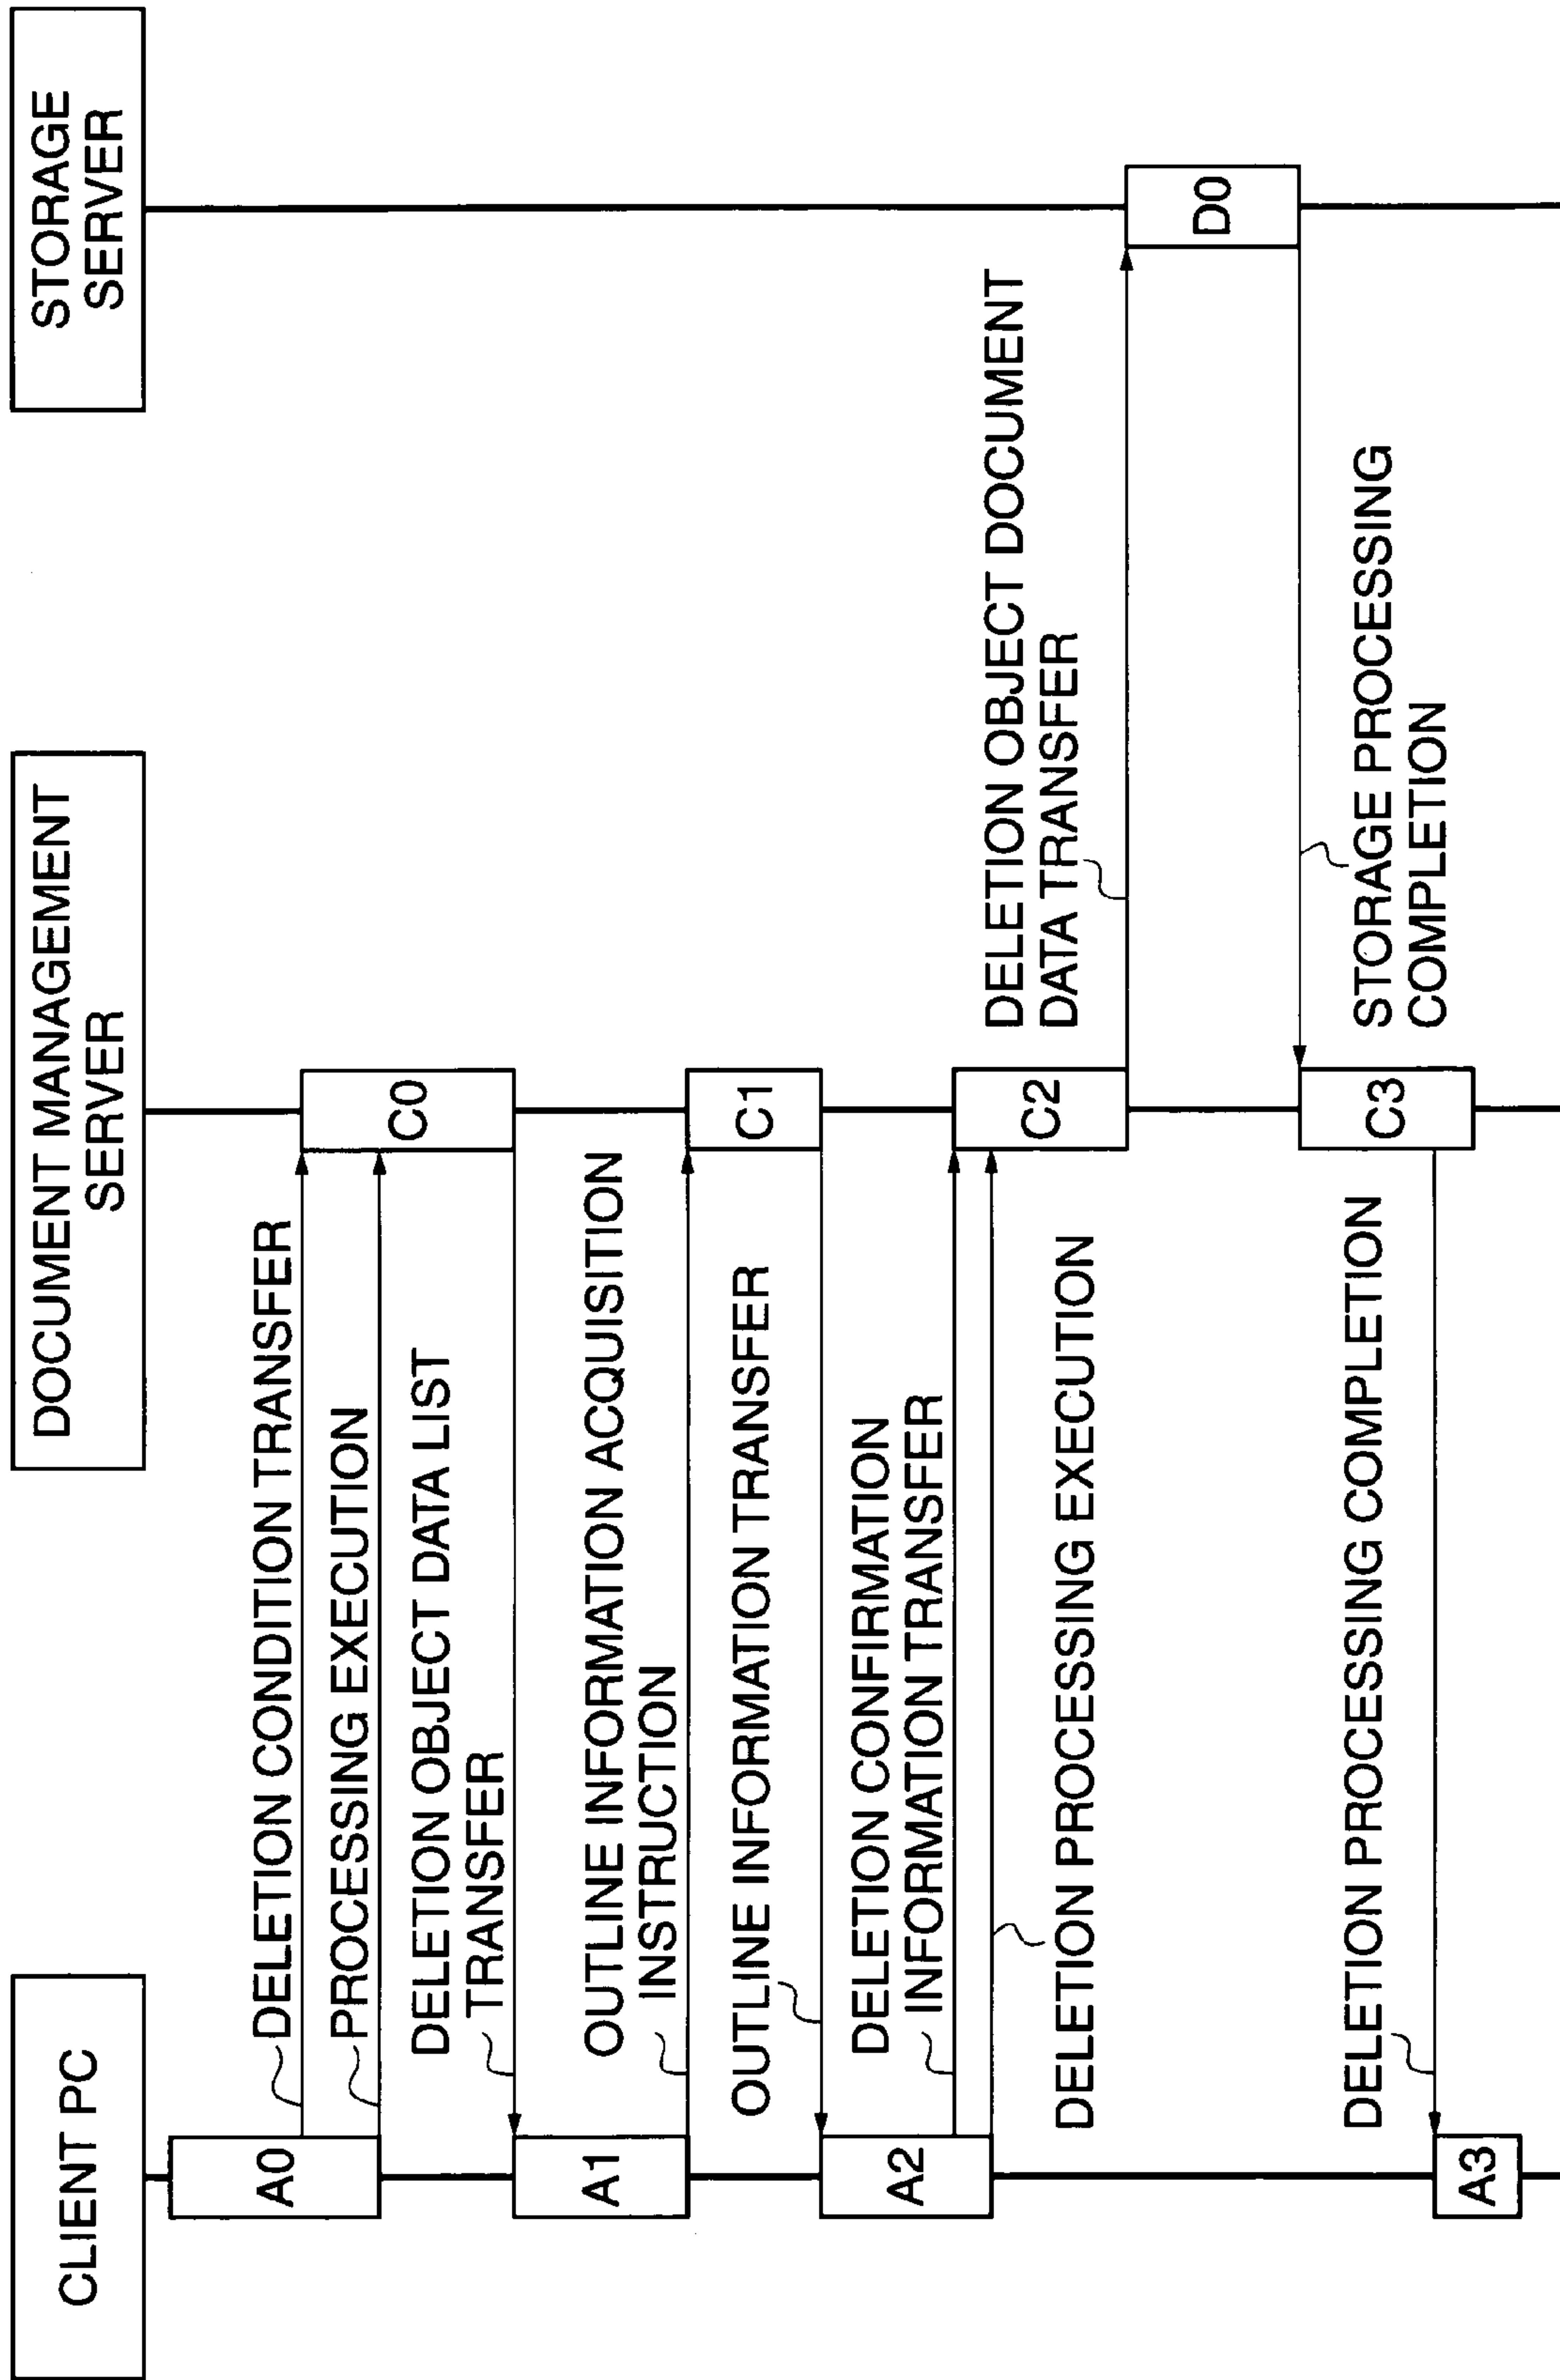 CLIENT PC
DOCUMENT MANAGEMENT
SERVER
STORAGE
SERVER
A0
DELETION CONDITION TRANSFER
PROCESSING EXECUTION
C0
DELETION OBJECT DATA LIST
TRANSFER
A1
OUTLINE INFORMATION ACQUISITION
INSTRUCTION
C1
OUTLINE INFORMATION TRANSFER
A2
DELETION CONFIRMATION
INFORMATION TRANSFER
C2
DELETION PROCESSING EXECUTION
DELETION OBJECT DOCUMENT
DATA TRANSFER
D0
STORAGE PROCESSING
COMPLETION
C3
DELETION PROCESSING COMPLETION
A3